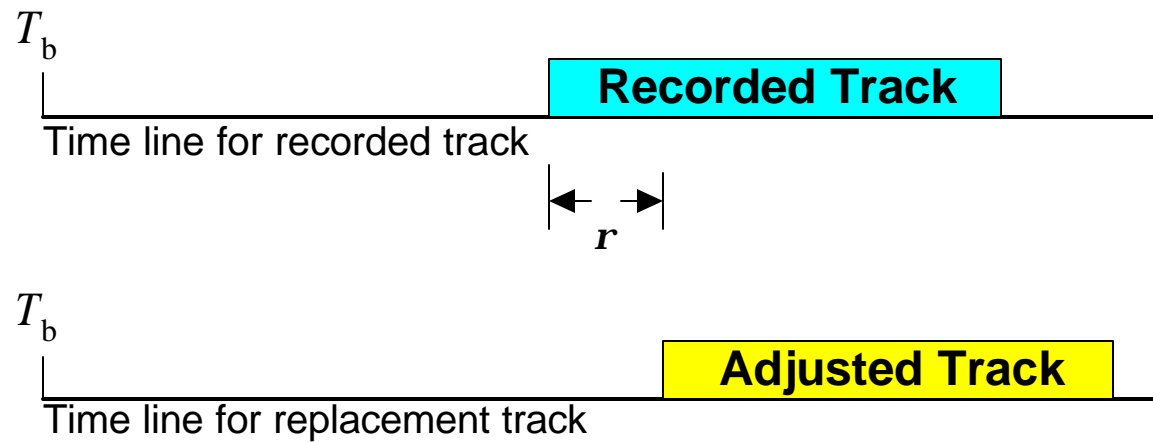 T_b
Recorded Track
Time line for recorded track
r
T_b
Adjusted Track
Time line for replacement track